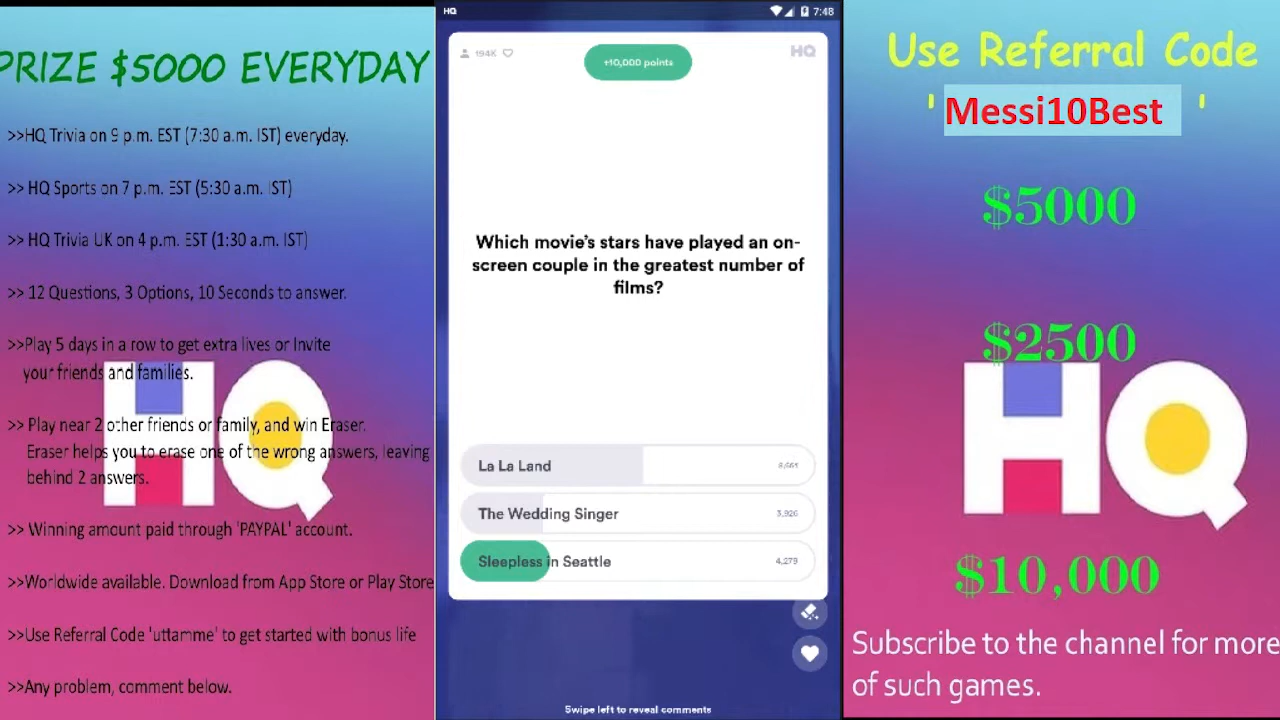 PRIZE $5000 EVERYDAY
>>HQ Trivia on 9 p.m. EST (7:30 a.m. IST) everyday.
>> HQ Sports on 7 p.m. EST (5:30 a.m. IST)
>> HQ Trivia UK on 4 p.m. EST (1:30 a.m. IST)
>> 12 Questions, 3 Options, 10 Seconds to answer.
>>Play 5 days in a row to get extra lives or Invite
your friends and families.
>> Play near 2 other friends or family, and win Eraser.
Eraser helps you to erase one of the wrong answers, leaving
behind 2 answers.
>> Winning amount paid through 'PAYPAL' account.
>>Worldwide available. Download from App Store or Play Store
>>Use Referral Code 'uttamme' to get started with bonus life
>>Any problem, comment below.
HQ
HQ
7:48
194K
+10,000 points
HQ
Which movie's stars have played an on-
screen couple in the greatest number of
films?
La La Land
The Wedding Singer 3,926
Sleepless in Seattle 4,279
Swipe left to reveal comments
Use Referral Code
' Messi10Best '
$5000
$2500
HQ
$10,000
Subscribe to the channel for more
of such games.